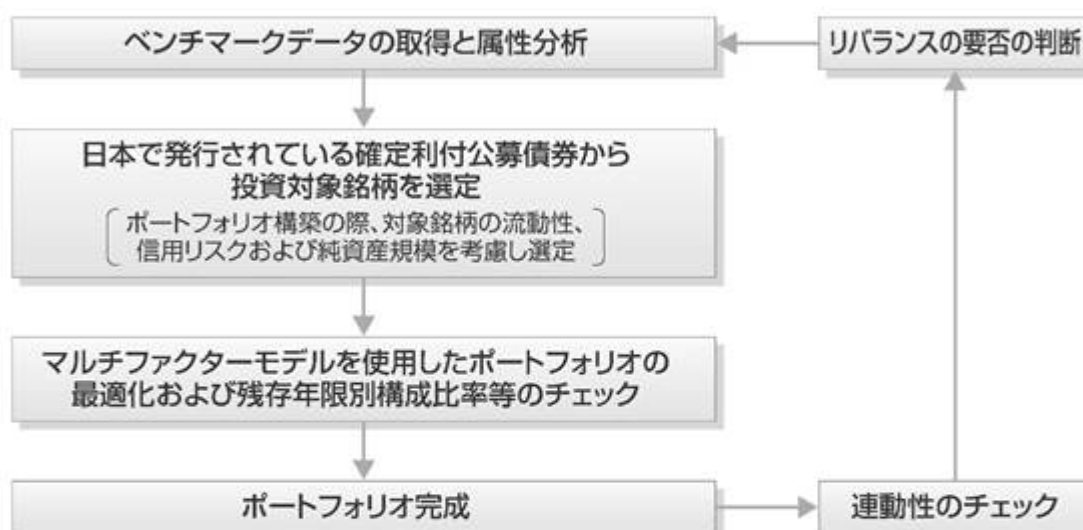 ベンチマークデータの取得と属性分析
リバランスの要否の判断
日本で発行されている確定利付公募債券から
投資対象銘柄を選定
ポートフォリオ構築の際、対象銘柄の流動性、
信用リスクおよび純資産規模を考慮し選定
マルチファクターモデルを使用したポートフォリオの
最適化および残存年限別構成比率等のチェック
ポートフォリオ完成
連動性のチェック